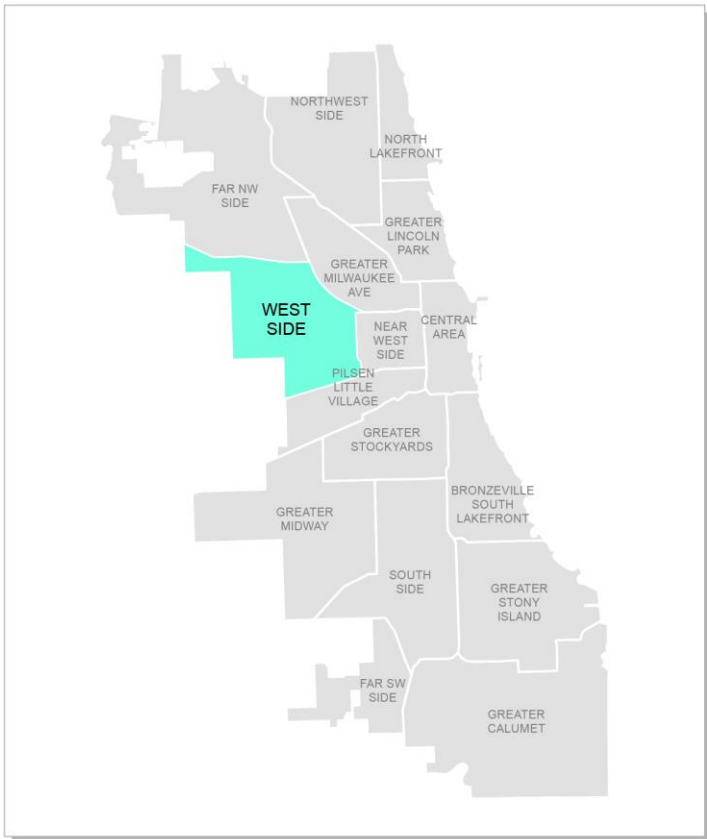 NORTHWEST
SIDE
NORTH
LAKEFRONT
FAR NW
SIDE
GREATER
LINCOLN
PARK
GREATER
MILWAUKEE
AVE
WEST
SIDE
NEAR
WEST
SIDE
CENTRAL
AREA
PILSEN
LITTLE
VILLAGE
GREATER
STOCKYARDS
BRONZEVILLE
SOUTH
LAKEFRONT
GREATER
MIDWAY
SOUTH
SIDE
GREATER
STONY
ISLAND
FAR SW
SIDE
GREATER
CALUMET